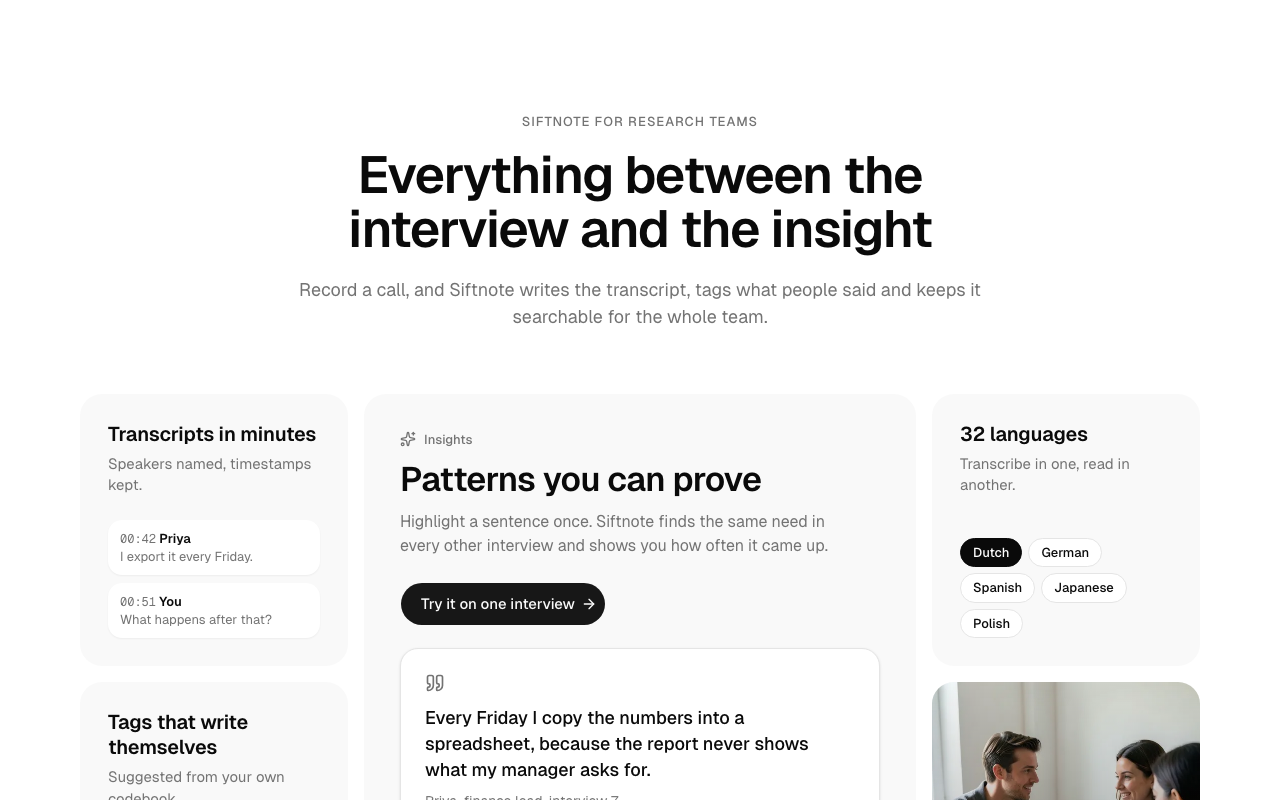 SIFTNOTE FOR RESEARCH TEAMS
Everything between the
interview and the insight
Record a call, and Siftnote writes the transcript, tags what people said and keeps it
searchable for the whole team.
Transcripts in minutes
Speakers named, timestamps
kept.
00:42 Priya
I export it every Friday.
00:51 You
What happens after that?
Tags that write
themselves
Suggested from your own
codebook.
Insights
Patterns you can prove
Highlight a sentence once. Siftnote finds the same need in
every other interview and shows you how often it came up.
Try it on one interview →
Every Friday I copy the numbers into a
spreadsheet, because the report never shows
what my manager asks for.
Priya, finance lead, interview 7
32 languages
Transcribe in one, read in
another.
Dutch
German
Spanish
Japanese
Polish